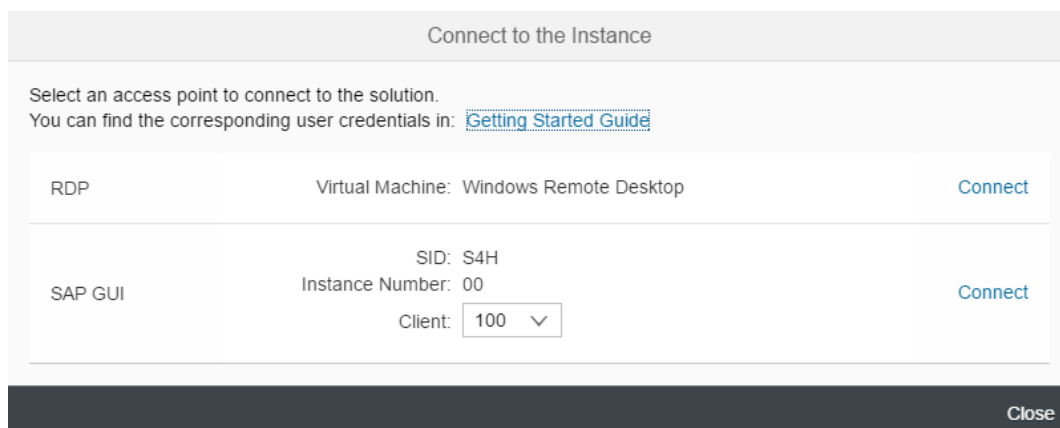 Connect to the Instance
Select an access point to connect to the solution.
You can find the corresponding user credentials in: Getting Started Guide
RDP Virtual Machine: Windows Remote Desktop Connect
SID: S4H
Instance Number: 00
SAP GUI Connect
Client: 100
Close